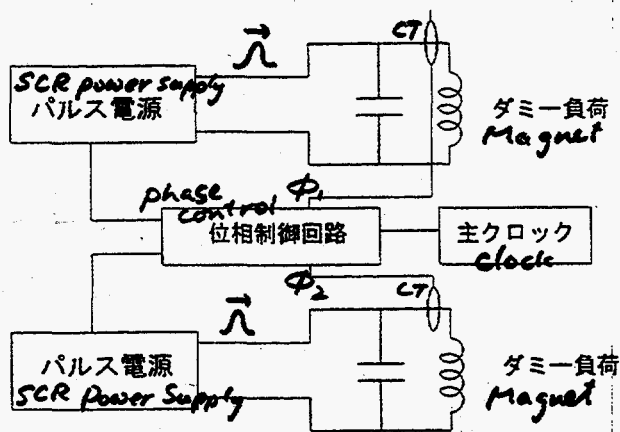 CT
SCR power supply
パルス電源
ダミー負荷
Magnet
phase
control
Φ1
位相制御回路
主クロック
clock
Φ2
CT
パルス電源
SCR Power Supply
ダミー負荷
Magnet